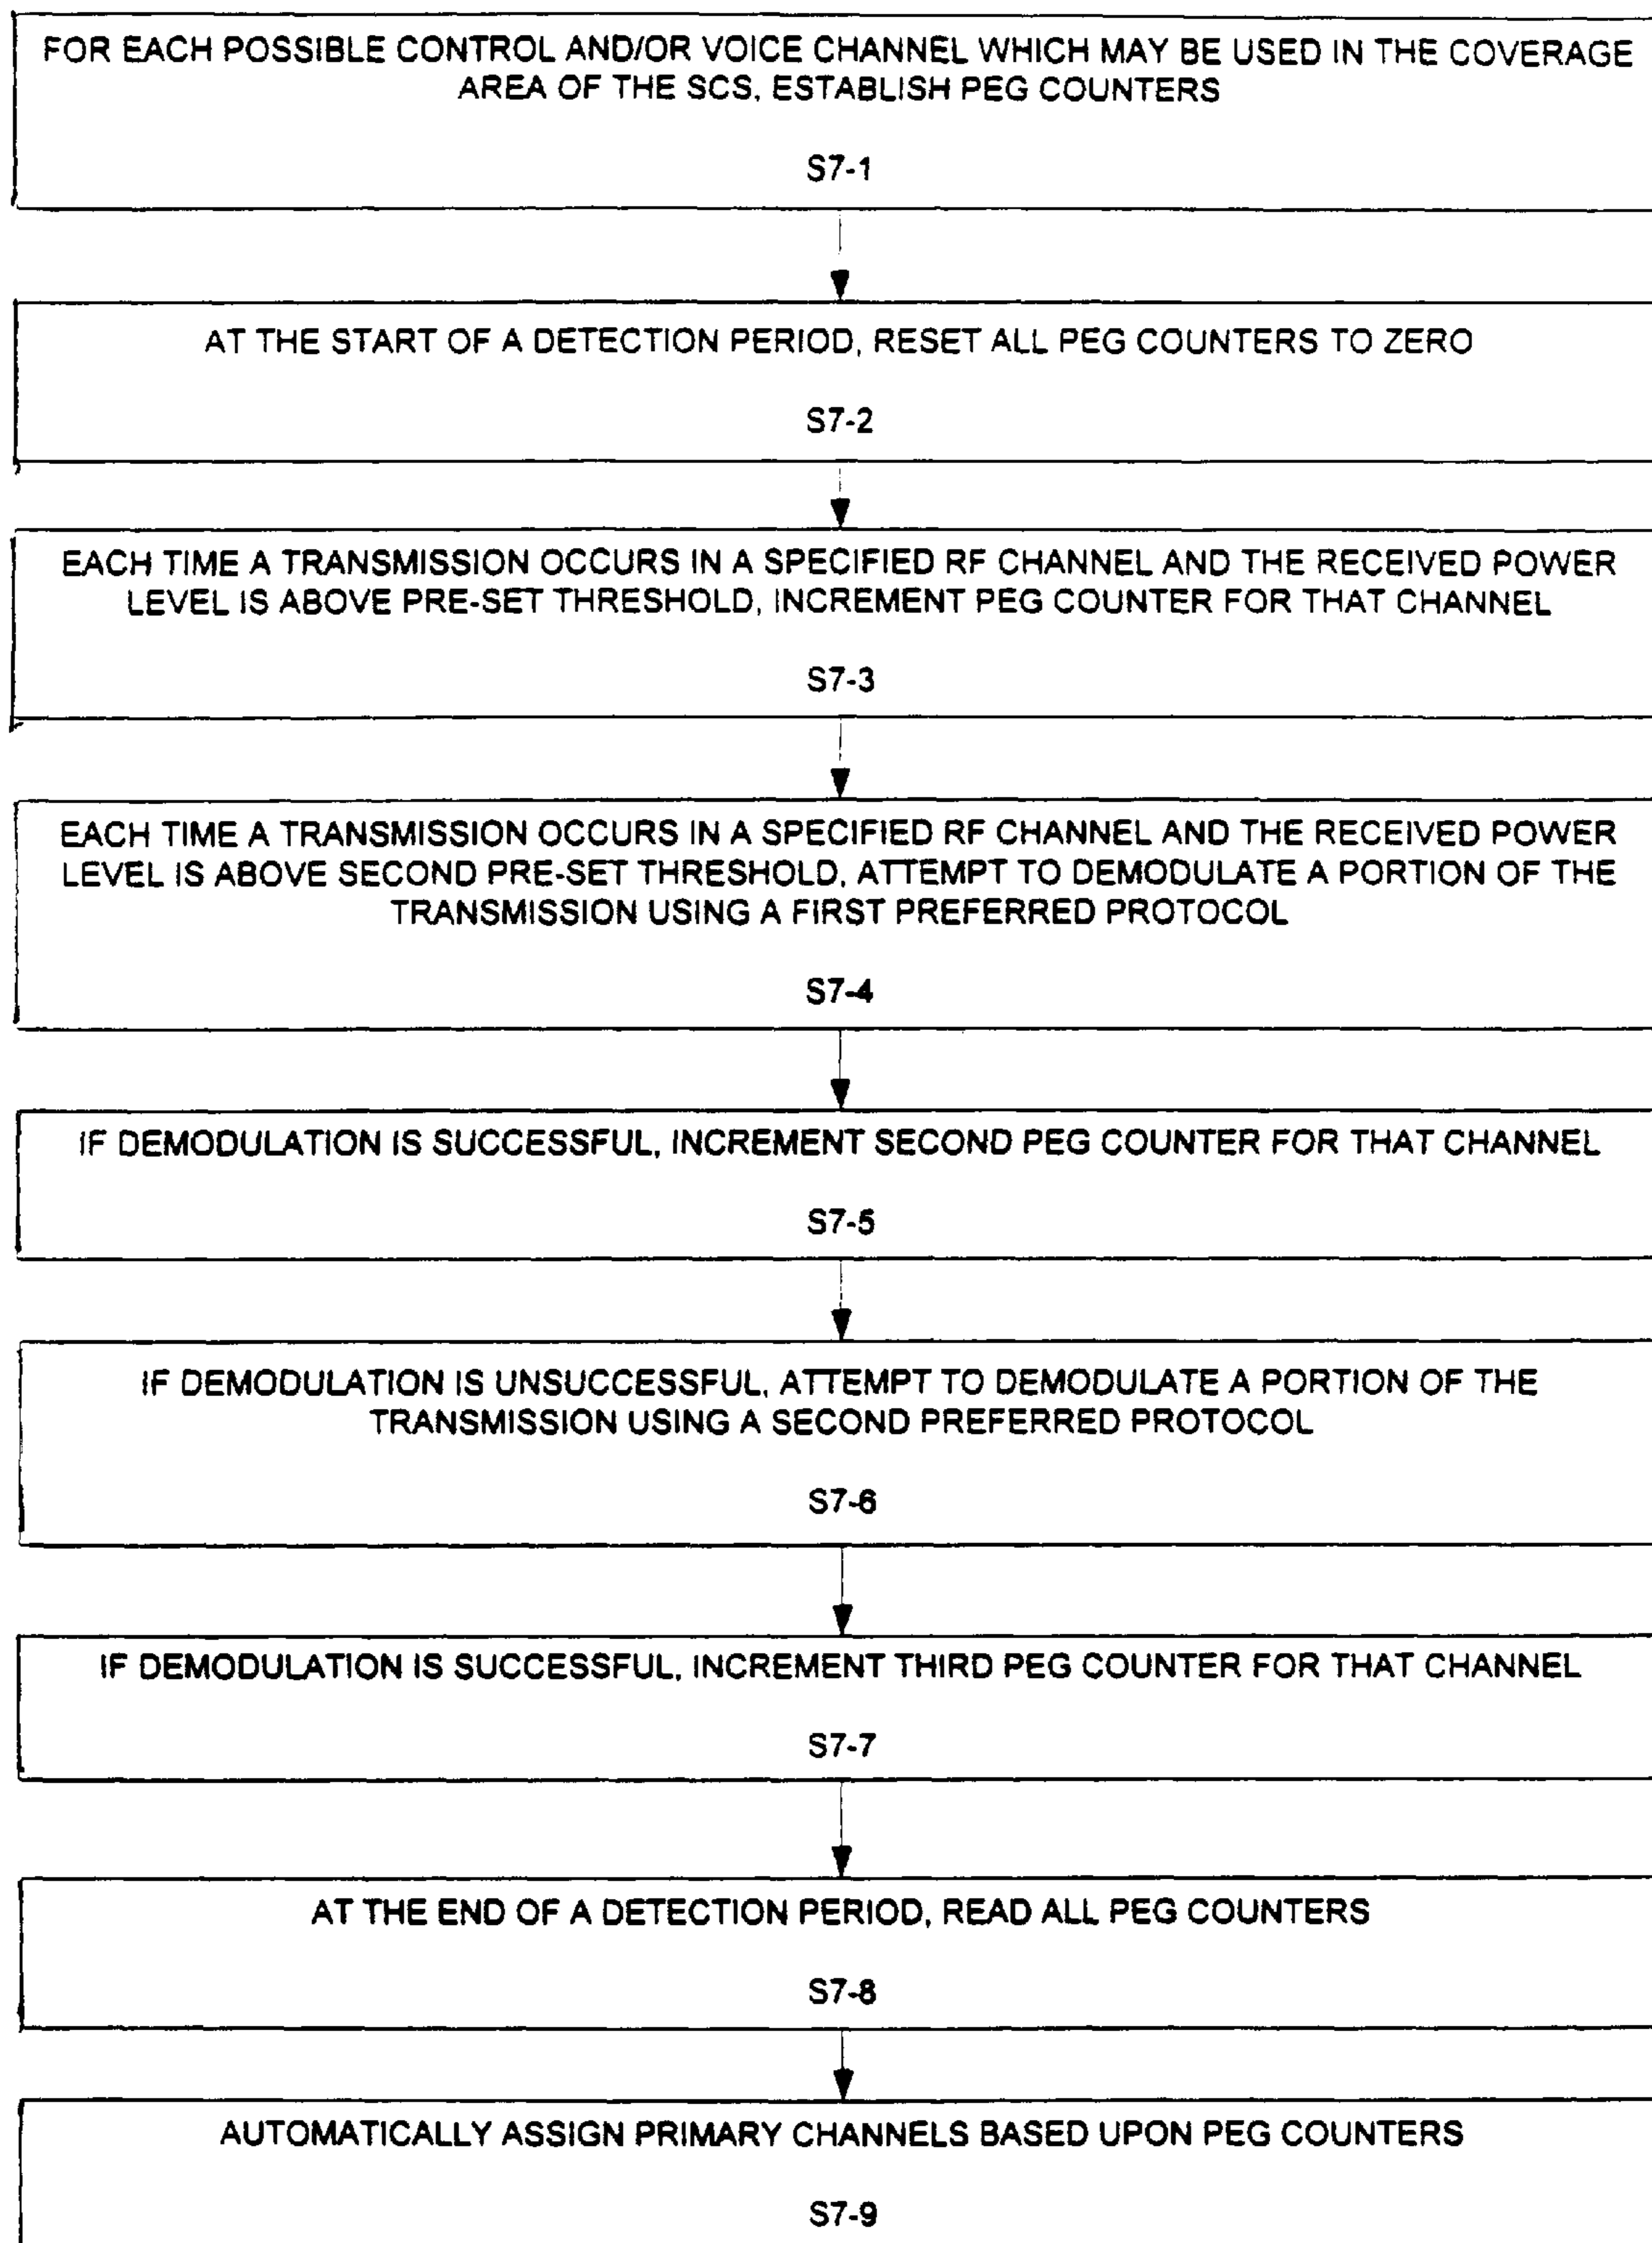 FOR EACH POSSIBLE CONTROL AND/OR VOICE CHANNEL WHICH MAY BE USED IN THE COVERAGE
AREA OF THE SCS, ESTABLISH PEG COUNTERS
S7-1
AT THE START OF A DETECTION PERIOD, RESET ALL PEG COUNTERS TO ZERO
S7-2
EACH TIME A TRANSMISSION OCCURS IN A SPECIFIED RF CHANNEL AND THE RECEIVED POWER
LEVEL IS ABOVE PRE-SET THRESHOLD, INCREMENT PEG COUNTER FOR THAT CHANNEL
S7-3
EACH TIME A TRANSMISSION OCCURS IN A SPECIFIED RF CHANNEL AND THE RECEIVED POWER
LEVEL IS ABOVE SECOND PRE-SET THRESHOLD, ATTEMPT TO DEMODULATE A PORTION OF THE
TRANSMISSION USING A FIRST PREFERRED PROTOCOL
S7-4
IF DEMODULATION IS SUCCESSFUL, INCREMENT SECOND PEG COUNTER FOR THAT CHANNEL
S7-5
IF DEMODULATION IS UNSUCCESSFUL, ATTEMPT TO DEMODULATE A PORTION OF THE
TRANSMISSION USING A SECOND PREFERRED PROTOCOL
S7-6
IF DEMODULATION IS SUCCESSFUL, INCREMENT THIRD PEG COUNTER FOR THAT CHANNEL
S7-7
AT THE END OF A DETECTION PERIOD, READ ALL PEG COUNTERS
S7-8
AUTOMATICALLY ASSIGN PRIMARY CHANNELS BASED UPON PEG COUNTERS
S7-9